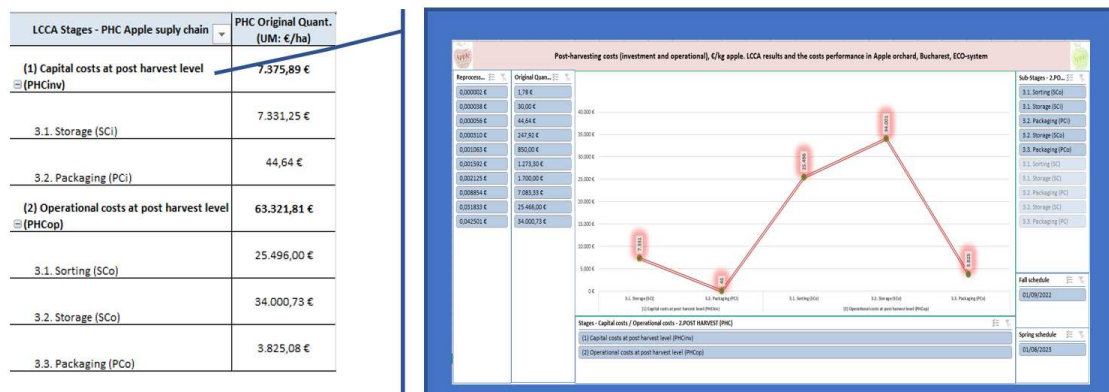 LCCA Stages - PHC Apple suply chain
PHC Original Quant.
(UM: €/ha)
(1) Capital costs at post harvest level
(PHCinv)
7.375,89 €
3.1. Storage (SCi)
7.331,25 €
3.2. Packaging (PCi)
44,64 €
(2) Operational costs at post harvest level
(PHCop)
63.321,81 €
3.1. Sorting (SCo)
25.496,00 €
3.2. Storage (SCo)
34.000,73 €
3.3. Packaging (PCo)
3.825,08 €
Post-harvesting costs (investment and operational), €/kg apple. LCCA results and the costs performance in Apple orchard, Bucharest, ECO-system
Reprocess...
0,000002 €
0,000038 €
0,000056 €
0,000310 €
0,001063 €
0,001592 €
0,002125 €
0,008854 €
0,031833 €
0,042501 €
Original Quan...
1,78 €
30,00 €
44,64 €
247,92 €
850,00 €
1.273,30 €
1.700,00 €
7.083,33 €
25.466,00 €
34.000,73 €
40.000 €
35.000 €
30.000 €
25.000 €
20.000 €
15.000 €
10.000 €
5.000 €
0 €
7.331
45
25.496
34.001
3.825
3.1. Storage (SCi)
3.2. Packaging (PCi)
3.1. Sorting (SCo)
3.2. Storage (SCo)
3.3. Packaging (PCo)
(1) Capital costs at post harvest level (PHCinv)
(2) Operational costs at post harvest level (PHCop)
Stages - Capital costs / Operational costs - 2.POST HARVEST (PHC)
(1) Capital costs at post harvest level (PHCinv)
(2) Operational costs at post harvest level (PHCop)
Sub-Stages - 2.PO...
3.1. Sorting (SCo)
3.1. Storage (SCi)
3.2. Packaging (PCi)
3.2. Storage (SCo)
3.3. Packaging (PCo)
3.1. Sorting (SC)
3.1. Storage (SC)
3.2. Packaging (PC)
3.2. Storage (SC)
3.3. Packaging (PC)
Fall schedule
01/09/2022
Spring schedule
01/08/2023